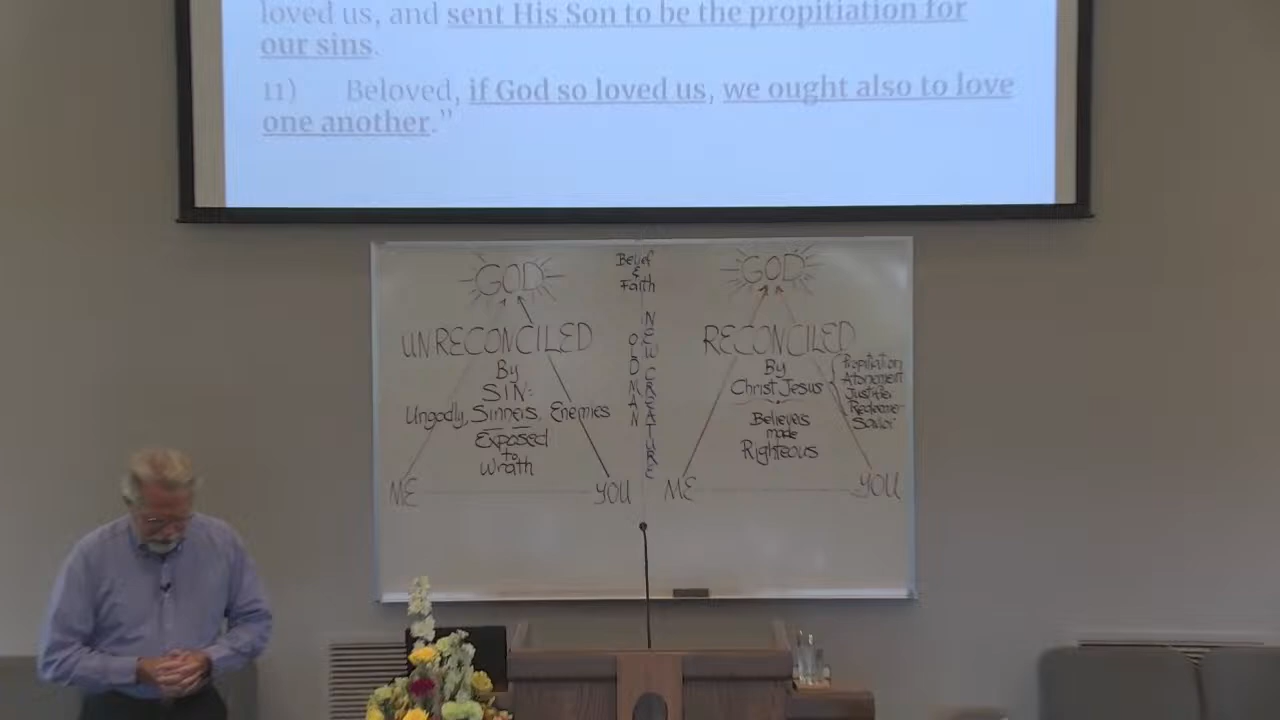 loved us, and sent His Son to be the propitiation for
our sins.
11) Beloved, if God so loved us, we ought also to love
one another.”
GOD
UNRECONCILED
By
SIN:
Ungodly, Sinners, Enemies
Exposed
to
Wrath
ME
YOU
Belief
&
Faith
OLD MAN
NEW CREATURE
GOD
RECONCILED
By
Christ Jesus
Propitiation
Atonement
Justifier
Redeemer
Savior
Believers
made
Righteous
ME
YOU